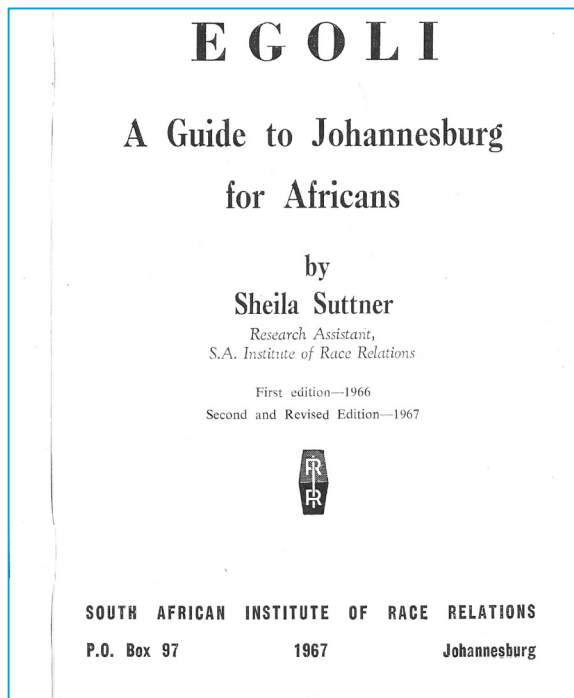 EGOLI
A Guide to Johannesburg
for Africans
by
Sheila Suttner
Research Assistant,
S.A. Institute of Race Relations
First edition—1966
Second and Revised Edition—1967
SOUTH AFRICAN INSTITUTE OF RACE RELATIONS
P.O. Box 97 1967 Johannesburg